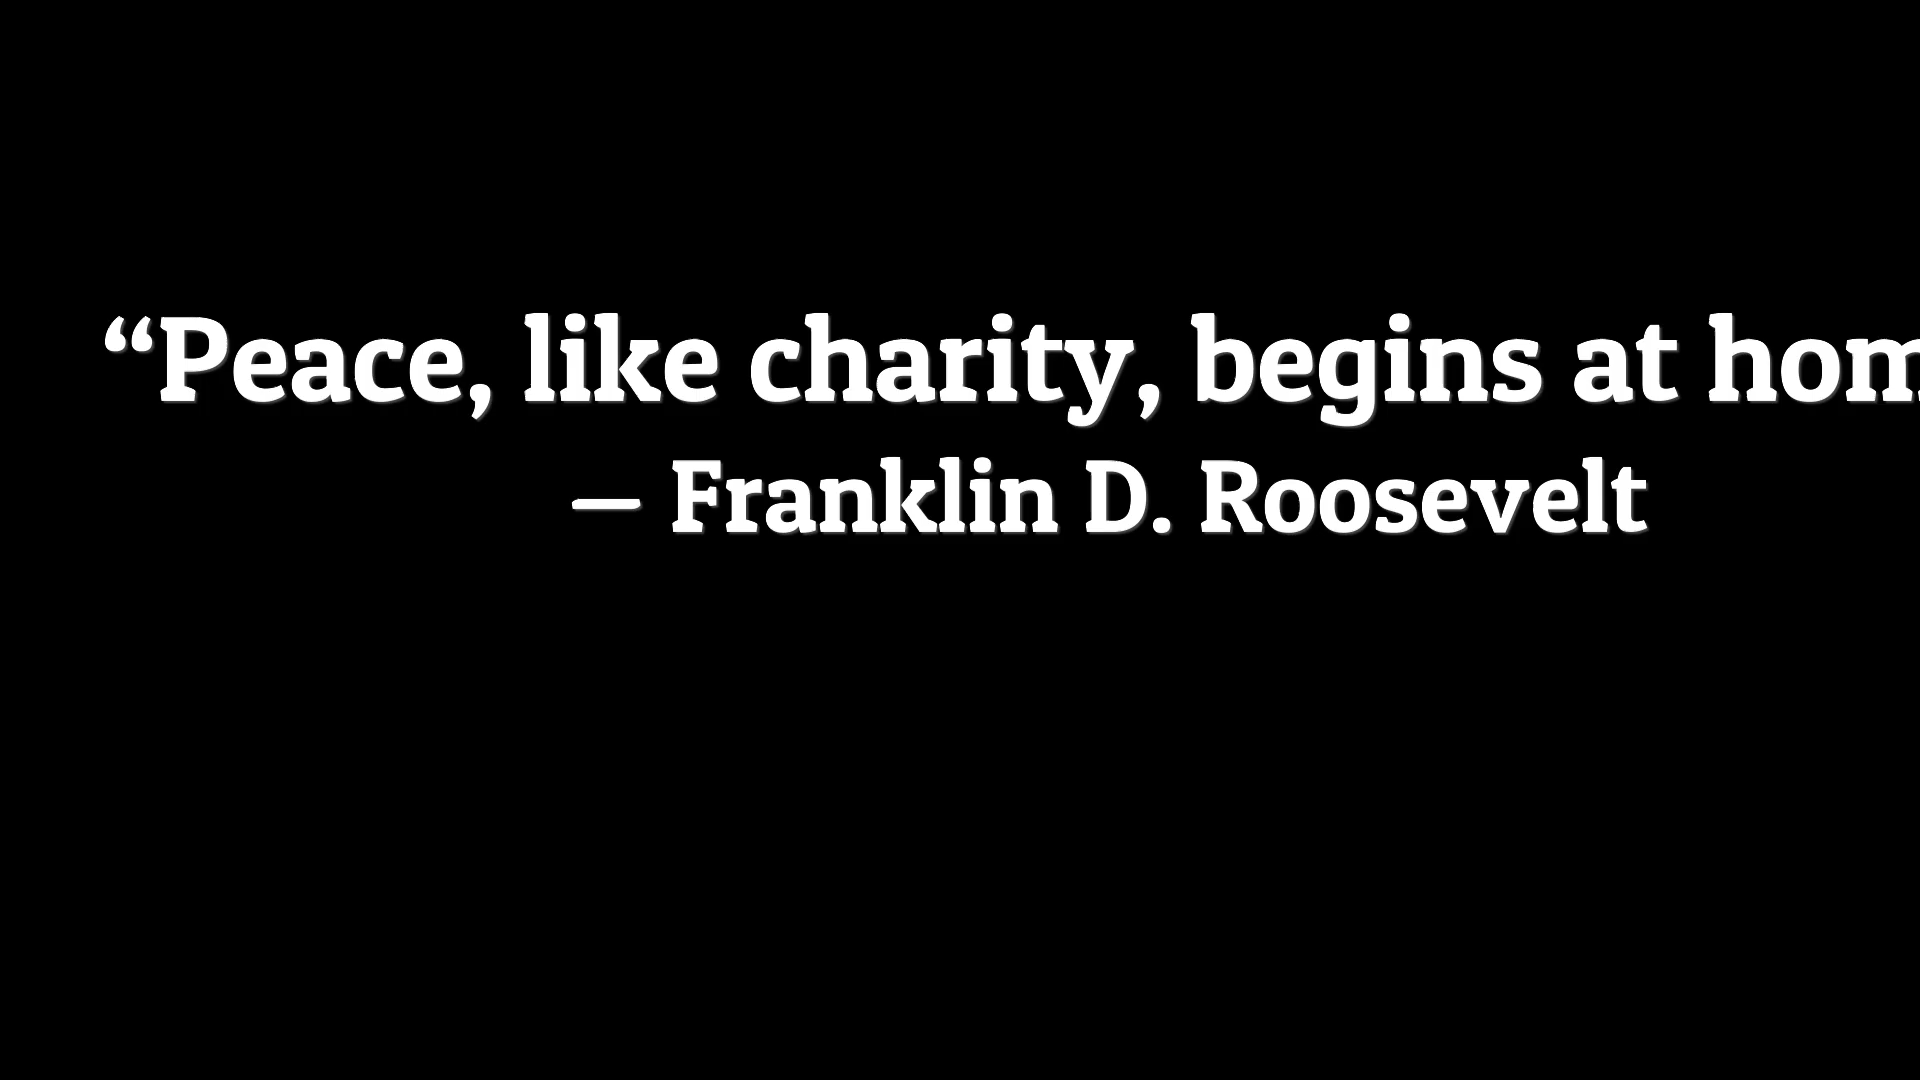 “Peace, like charity, begins at hom
— Franklin D. Roosevelt